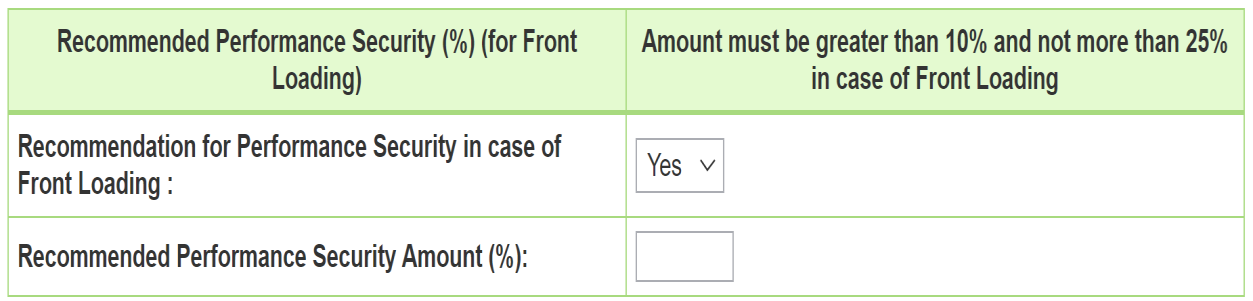 Recommended Performance Security (%) (for Front
Loading)
Amount must be greater than 10% and not more than 25%
in case of Front Loading
Recommendation for Performance Security in case of
Front Loading :
Yes
Recommended Performance Security Amount (%):